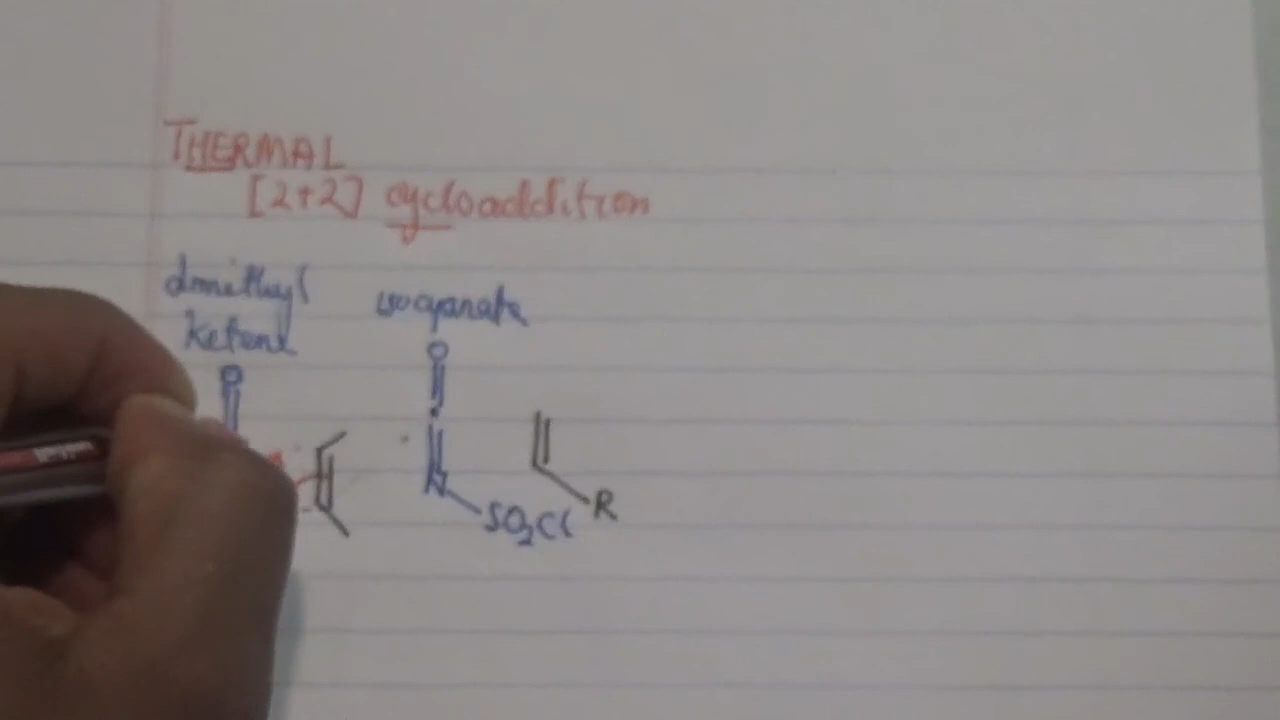 THERMAL
[2+2] cycloaddition
dimethyl isocyanate
ketene
O O
N
SO₂Cl R